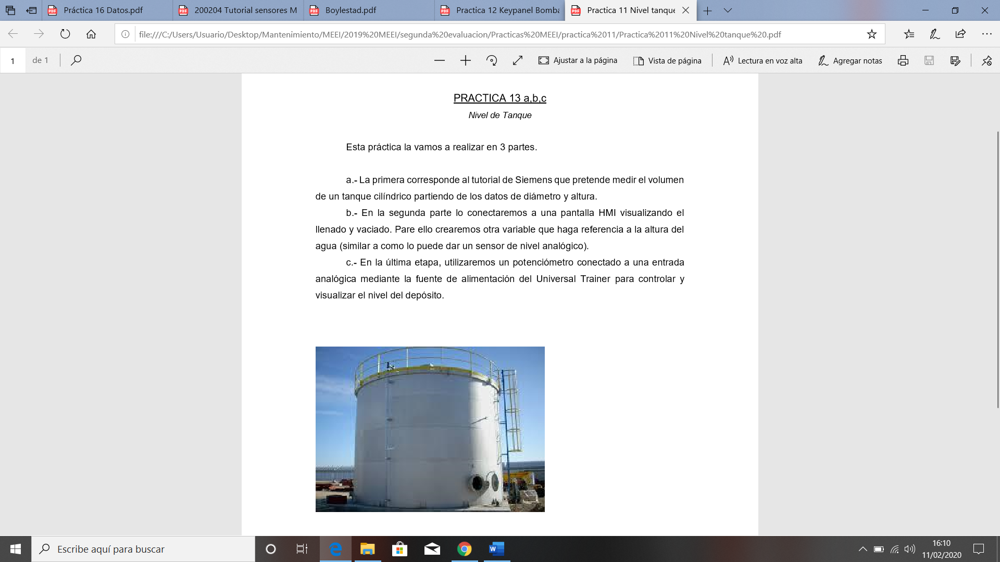 Práctica 16 Datos.pdf
200204 Tutorial sensores M
Boylestad.pdf
Practica 12 Keypanel Bomba
Practica 11 Nivel tanque
file:///C:/Users/Usuario/Desktop/Mantenimiento/MEEI/2019%20MEEI/segunda%20evaluacion/Practicas%20MEEI/practica%2011/Practica%2011%20Nivel%20tanque%20.pdf
1 de 1
Ajustar a la página
Vista de página
Lectura en voz alta
Agregar notas
PRACTICA 13 a,b,c
Nivel de Tanque
Esta práctica la vamos a realizar en 3 partes.
a.- La primera corresponde al tutorial de Siemens que pretende medir el volumen
de un tanque cilíndrico partiendo de los datos de diámetro y altura.
b.- En la segunda parte lo conectaremos a una pantalla HMI visualizando el
llenado y vaciado. Pare ello crearemos otra variable que haga referencia a la altura del
agua (similar a como lo puede dar un sensor de nivel analógico).
c.- En la última etapa, utilizaremos un potenciómetro conectado a una entrada
analógica mediante la fuente de alimentación del Universal Trainer para controlar y
visualizar el nivel del depósito.
Escribe aquí para buscar
16:10
11/02/2020